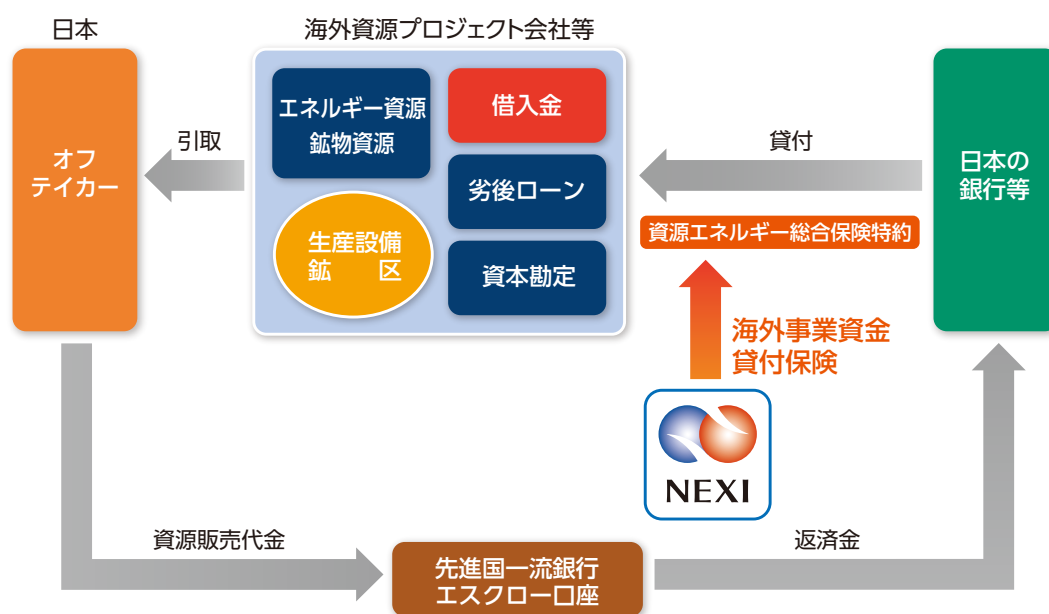 日本
海外資源プロジェクト会社等
オフ
テイカー
引取
エネルギー資源
鉱物資源
借入金
劣後ローン
生産設備
鉱　　区
資本勘定
貸付
資源エネルギー総合保険特約
日本の
銀行等
海外事業資金
貸付保険
NEXI
資源販売代金
先進国一流銀行
エスクロー口座
返済金